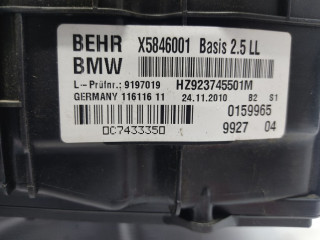 BEHR X5846001 Basis 2.5 LL
BMW
L-Prüfnr.: 9197019 HZ923745501M
GERMANY 116116 11 24.11.2010 B2 S1
0159965
DC743335D 9927 04